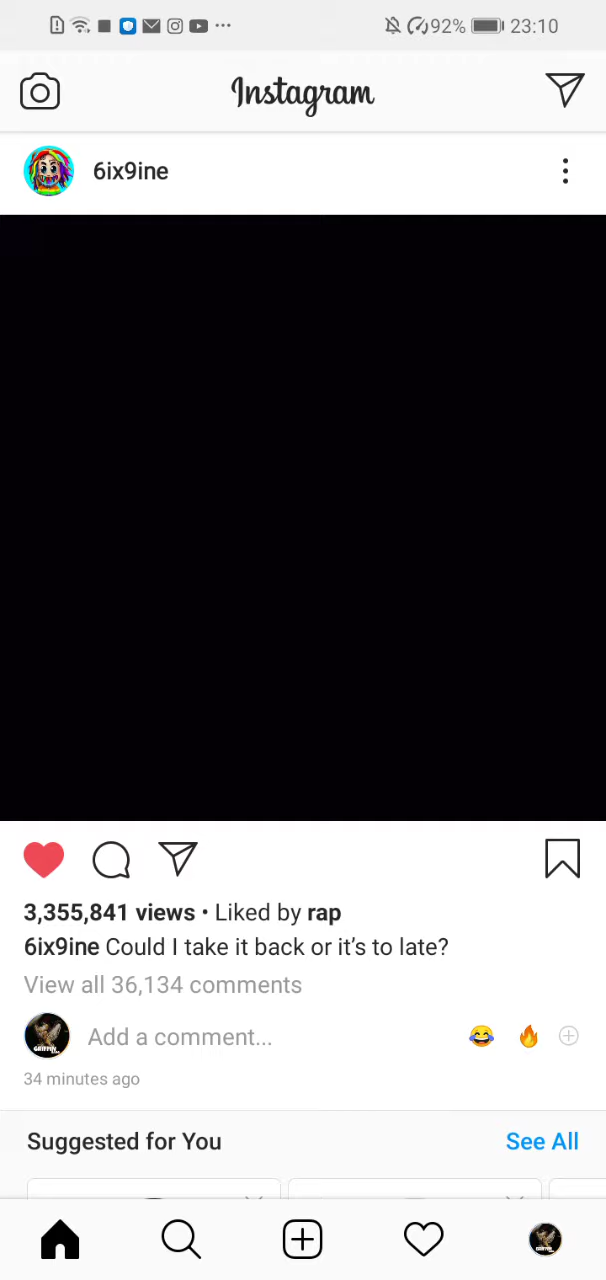 92% 23:10
Instagram
6ix9ine
3,355,841 views • Liked by rap
6ix9ine Could I take it back or it's to late?
View all 36,134 comments
Add a comment...
34 minutes ago
Suggested for You
See All